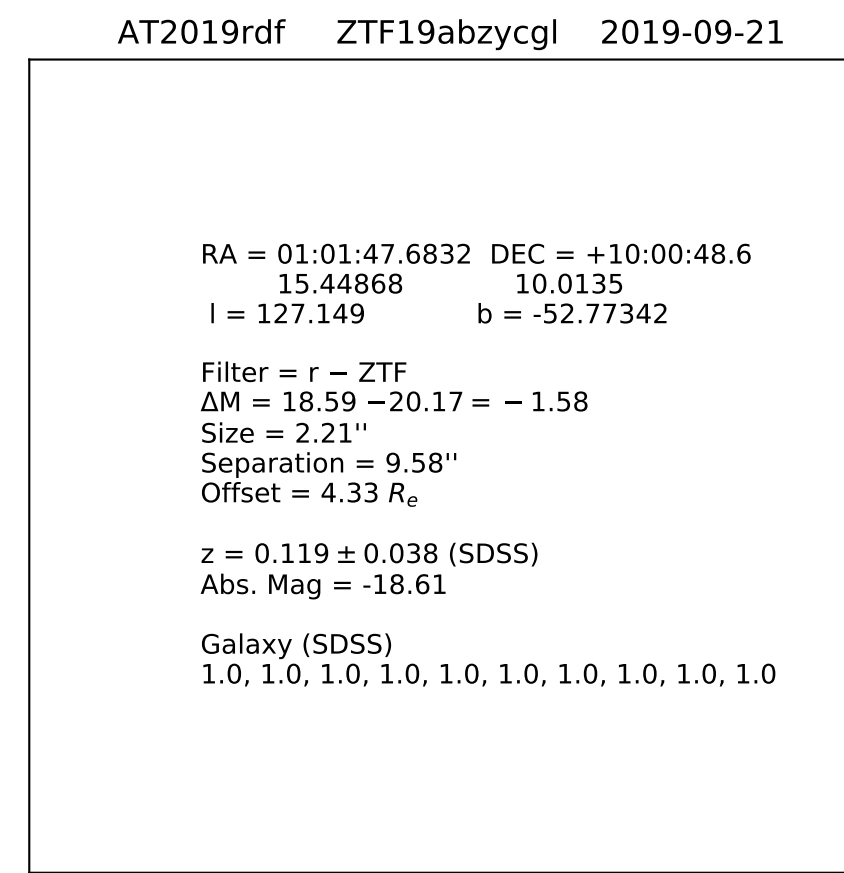 AT2019rdf ZTF19abzycgl 2019-09-21
RA = 01:01:47.6832 DEC = +10:00:48.6
15.44868 10.0135
l = 127.149 b = -52.77342
Filter = r − ZTF
ΔM = 18.59 −20.17 = − 1.58
Size = 2.21''
Separation = 9.58''
Offset = 4.33 Rₑ
z = 0.119 ± 0.038 (SDSS)
Abs. Mag = -18.61
Galaxy (SDSS)
1.0, 1.0, 1.0, 1.0, 1.0, 1.0, 1.0, 1.0, 1.0, 1.0